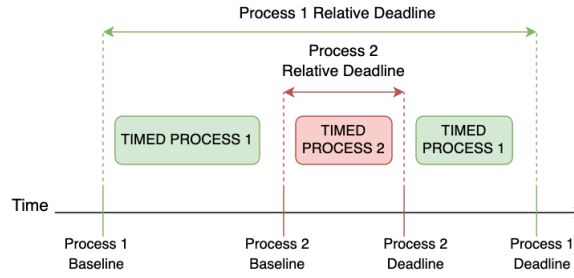 Process 1 Relative Deadline
Process 2
Relative Deadline
TIMED PROCESS 1
TIMED
PROCESS 2
TIMED
PROCESS 1
Time
Process 1
Baseline
Process 2
Baseline
Process 2
Deadline
Process 1
Deadline